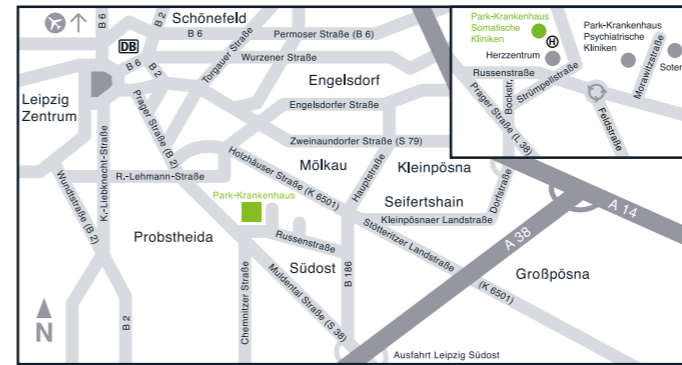 B 6
B 2
Schönefeld
B 6
Permoser Straße (B 6)
DB
B 6
B 2
Torgauer Straße
Wurzener Straße
Engelsdorf
Leipzig
Zentrum
Prager Straße (B 2)
Engelsdorfer Straße
Zweinaundorfer Straße (S 79)
K.-Liebknecht-Straße
Holzhäuser Straße (K 6501)
Mölkau
Kleinpösna
R.-Lehmann-Straße
Hauptstraße
Wundtstraße (B 2)
Park-Krankenhaus
Seifertshain
Dorfstraße
Kleinpösnaer Landstraße
Probstheida
Russenstraße
Stötteritzer Landstraße
(K 6501)
A 38
A 14
Südost
B 186
Großpösna
Chemnitzer Straße
Muldental Straße (S 38)
B 2
N
Ausfahrt Leipzig Südost
Park-Krankenhaus
Somatische
Kliniken
H
Herzzentrum
Park-Krankenhaus
Psychiatrische
Kliniken
Morawitzstraße
Soter
Russenstraße
Bockstr.
Strümpellstraße
Prager Straße (L 38)
Feldstraße